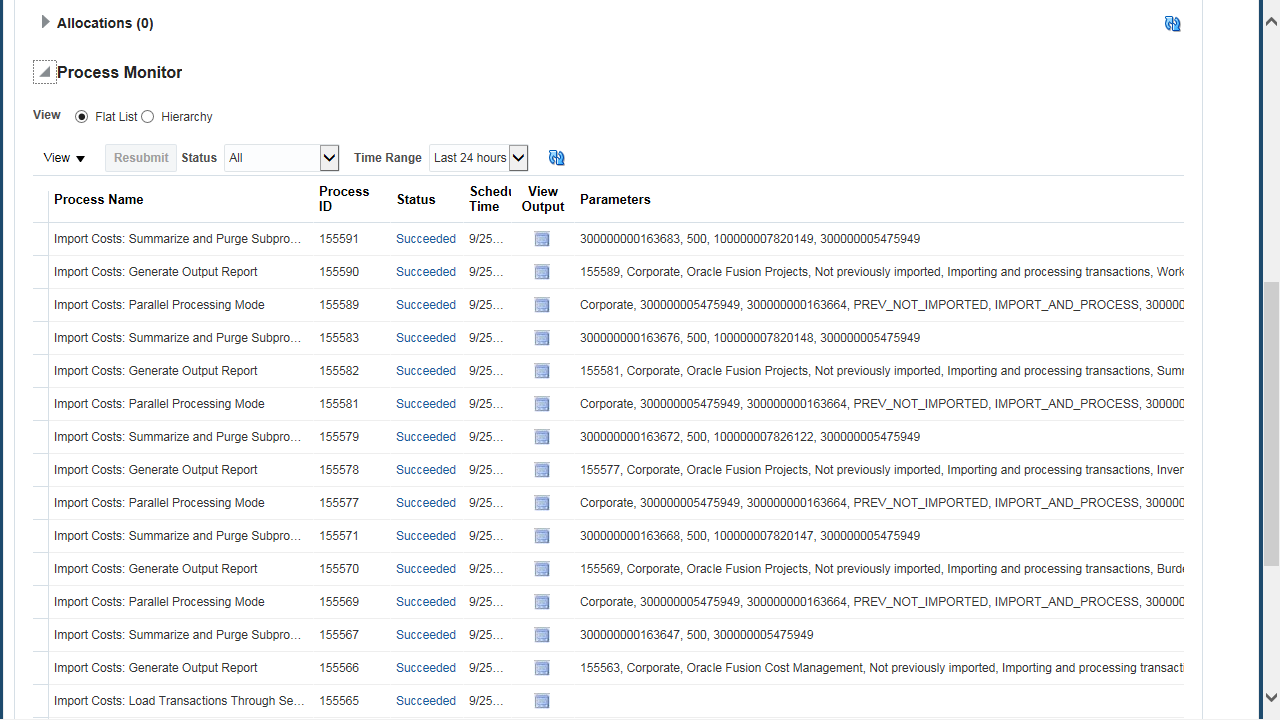 Allocations (0)
Process Monitor
View Flat List Hierarchy
View Resubmit Status All Time Range Last 24 hours
Process Name Process ID Status Schedu Time View Output Parameters
Import Costs: Summarize and Purge Subpro... 155591 Succeeded 9/25... 300000000163683, 500, 100000007820149, 300000005475949
Import Costs: Generate Output Report 155590 Succeeded 9/25... 155589, Corporate, Oracle Fusion Projects, Not previously imported, Importing and processing transactions, Work
Import Costs: Parallel Processing Mode 155589 Succeeded 9/25... Corporate, 300000005475949, 300000000163664, PREV_NOT_IMPORTED, IMPORT_AND_PROCESS, 300000
Import Costs: Summarize and Purge Subpro... 155583 Succeeded 9/25... 300000000163676, 500, 100000007820148, 300000005475949
Import Costs: Generate Output Report 155582 Succeeded 9/25... 155581, Corporate, Oracle Fusion Projects, Not previously imported, Importing and processing transactions, Sum
Import Costs: Parallel Processing Mode 155581 Succeeded 9/25... Corporate, 300000005475949, 300000000163664, PREV_NOT_IMPORTED, IMPORT_AND_PROCESS, 300000
Import Costs: Summarize and Purge Subpro... 155579 Succeeded 9/25... 300000000163672, 500, 100000007826122, 300000005475949
Import Costs: Generate Output Report 155578 Succeeded 9/25... 155577, Corporate, Oracle Fusion Projects, Not previously imported, Importing and processing transactions, Inver
Import Costs: Parallel Processing Mode 155577 Succeeded 9/25... Corporate, 300000005475949, 300000000163664, PREV_NOT_IMPORTED, IMPORT_AND_PROCESS, 300000
Import Costs: Summarize and Purge Subpro... 155571 Succeeded 9/25... 300000000163668, 500, 100000007820147, 300000005475949
Import Costs: Generate Output Report 155570 Succeeded 9/25... 155569, Corporate, Oracle Fusion Projects, Not previously imported, Importing and processing transactions, Burde
Import Costs: Parallel Processing Mode 155569 Succeeded 9/25... Corporate, 300000005475949, 300000000163664, PREV_NOT_IMPORTED, IMPORT_AND_PROCESS, 300000
Import Costs: Summarize and Purge Subpro... 155567 Succeeded 9/25... 300000000163647, 500, 300000005475949
Import Costs: Generate Output Report 155566 Succeeded 9/25... 155563, Corporate, Oracle Fusion Cost Management, Not previously imported, Importing and processing transacti
Import Costs: Load Transactions Through Se... 155565 Succeeded 9/25...